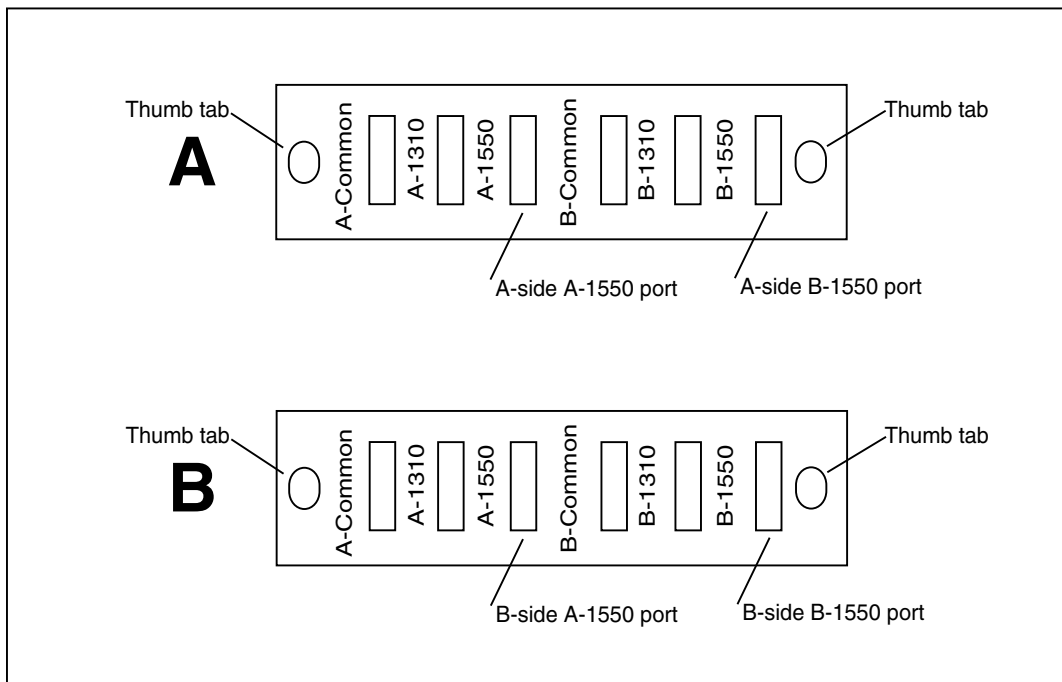 Thumb tab
Thumb tab
A
A-Common
A-1310
A-1550
B-Common
B-1310
B-1550
A-side A-1550 port
A-side B-1550 port
Thumb tab
Thumb tab
B
A-Common
A-1310
A-1550
B-Common
B-1310
B-1550
B-side A-1550 port
B-side B-1550 port